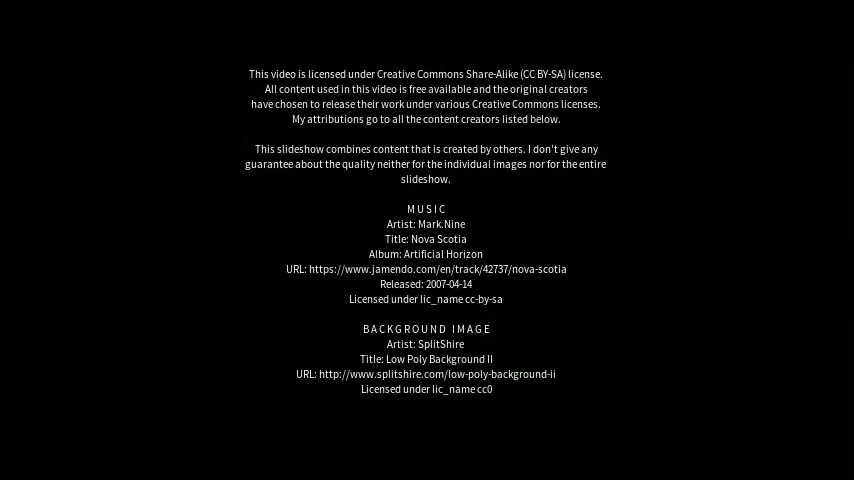 This video is licensed under Creative Commons Share-Alike (CC BY-SA) license.
All content used in this video is free available and the original creators
have chosen to release their work under various Creative Commons licenses.
My attributions go to all the content creators listed below.
This slideshow combines content that is created by others. I don't give any
guarantee about the quality neither for the individual images nor for the entire
slideshow.
MUSIC
Artist: Mark.Nine
Title: Nova Scotia
Album: Artificial Horizon
URL: https://www.jamendo.com/en/track/42737/nova-scotia
Released: 2007-04-14
Licensed under lic_name cc-by-sa
BACKGROUND IMAGE
Artist: SplitShire
Title: Low Poly Background II
URL: http://www.splitshire.com/low-poly-background-ii
Licensed under lic_name cc0